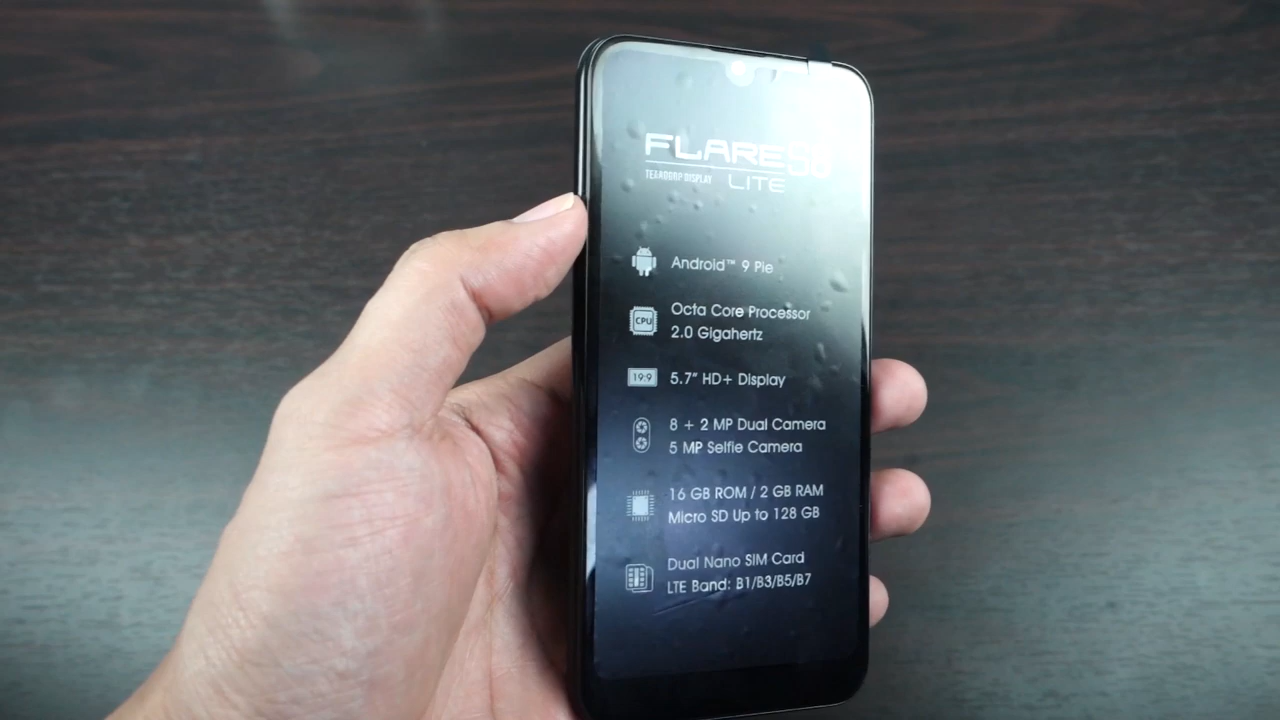 FLARE S8
TEARDROP DISPLAY LITE
Android™ 9 Pie
CPU
Octa Core Processor
2.0 Gigahertz
19:9
5.7" HD+ Display
8 + 2 MP Dual Camera
5 MP Selfie Camera
16 GB ROM / 2 GB RAM
Micro SD Up to 128 GB
Dual Nano SIM Card
LTE Band: B1/B3/B5/B7